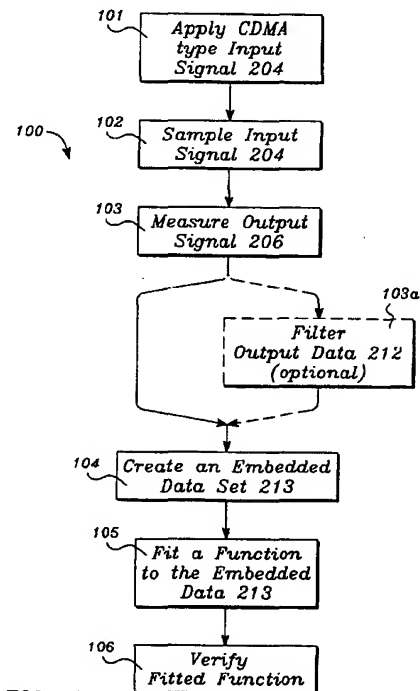 101
Apply CDMA
type Input
Signal 204
100
102
Sample Input
Signal 204
103
Measure Output
Signal 206
103a
Filter
Output Data 212
(optional)
104
Create an Embedded
Data Set 213
105
Fit a Function
to the Embedded
Data 213
106
Verify
Fitted Function